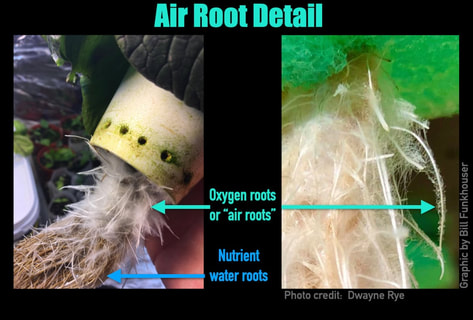 Air Root Detail
Oxygen roots
or “air roots”
Nutrient
water roots
Photo credit: Dwayne Rye
Graphic by Bill Funkhouser